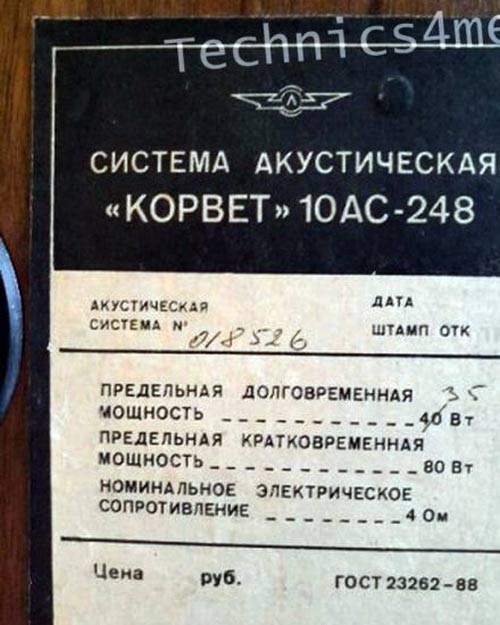 Technics4me
Л
СИСТЕМА АКУСТИЧЕСКАЯ
«КОРВЕТ» 10АС-248
АКУСТИЧЕСКАЯ
СИСТЕМА № 018526
ДАТА
ШТАМП ОТК
ПРЕДЕЛЬНАЯ ДОЛГОВРЕМЕННАЯ 35
МОЩНОСТЬ 40 Вт
ПРЕДЕЛЬНАЯ КРАТКОВРЕМЕННАЯ
МОЩНОСТЬ 80 Вт
НОМИНАЛЬНОЕ ЭЛЕКТРИЧЕСКОЕ
СОПРОТИВЛЕНИЕ 4 Ом
Цена руб. ГОСТ 23262-88